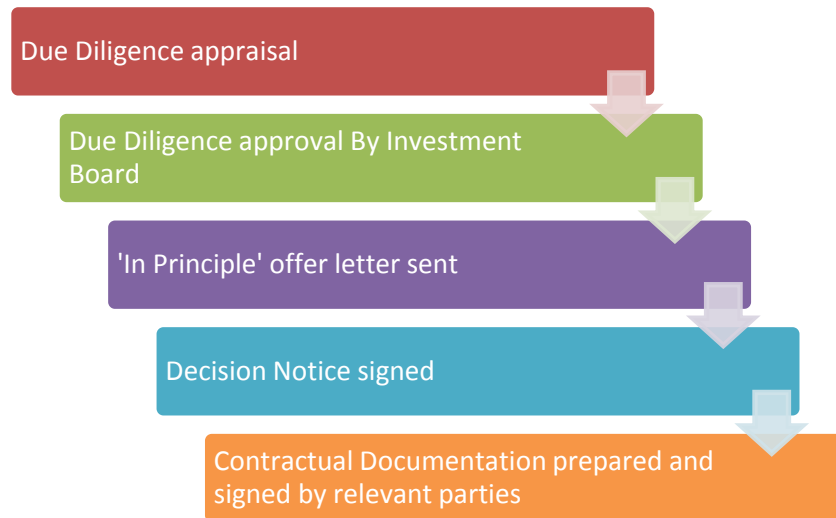 Due Diligence appraisal
Due Diligence approval By Investment
Board
'In Principle' offer letter sent
Decision Notice signed
Contractual Documentation prepared and
signed by relevant parties